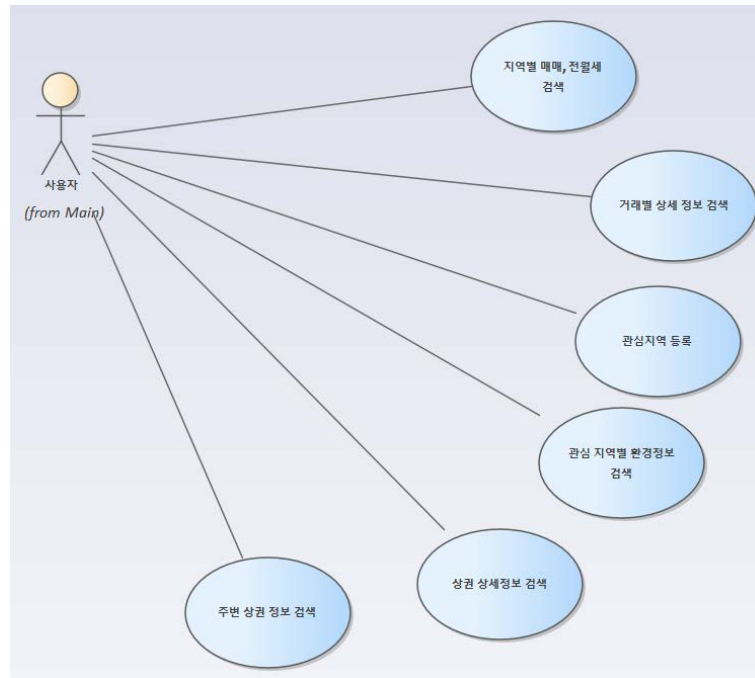 지역별 매매, 전월세
검색
사용자
(from Main)
거래별 상세 정보 검색
관심지역 등록
관심 지역별 환경정보
검색
상권 상세정보 검색
주변 상권 정보 검색